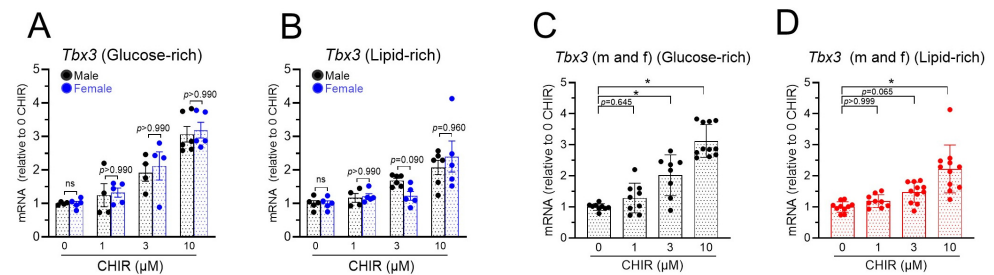 A
Tbx3 (Glucose-rich)
Male
Female
mRNA (relative to 0 CHIR)
5
4
3
2
1
0
ns
p>0.990
p>0.990
p>0.990
0 1 3 10
CHIR (µM)
B
Tbx3 (Lipid-rich)
Male
Female
mRNA (relative to 0 CHIR)
5
4
3
2
1
0
ns
p>0.990
p=0.090
p=0.960
0 1 3 10
CHIR (µM)
C
Tbx3 (m and f) (Glucose-rich)
mRNA (relative to 0 CHIR)
5
4
3
2
1
0
*
*
p=0.645
0 1 3 10
CHIR (µM)
D
Tbx3 (m and f) (Lipid-rich)
mRNA (relative to 0 CHIR)
5
4
3
2
1
0
*
p=0.065
p>0.999
0 1 3 10
CHIR (µM)